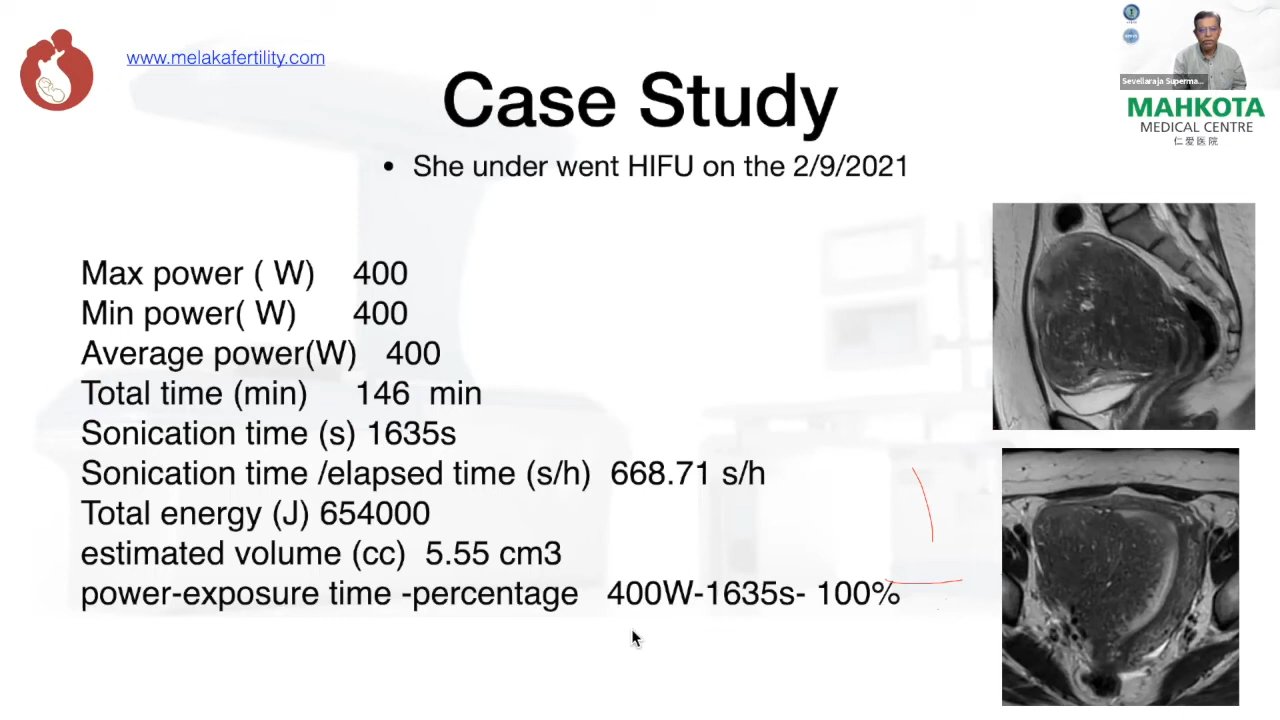 www.melakafertility.com
Case Study
• She under went HIFU on the 2/9/2021
Max power ( W) 400
Min power( W) 400
Average power(W) 400
Total time (min) 146 min
Sonication time (s) 1635s
Sonication time /elapsed time (s/h) 668.71 s/h
Total energy (J) 654000
estimated volume (cc) 5.55 cm3
power-exposure time -percentage 400W-1635s- 100%
Sevellaraja Superma...
MAHKOTA
MEDICAL CENTRE
仁爱医院